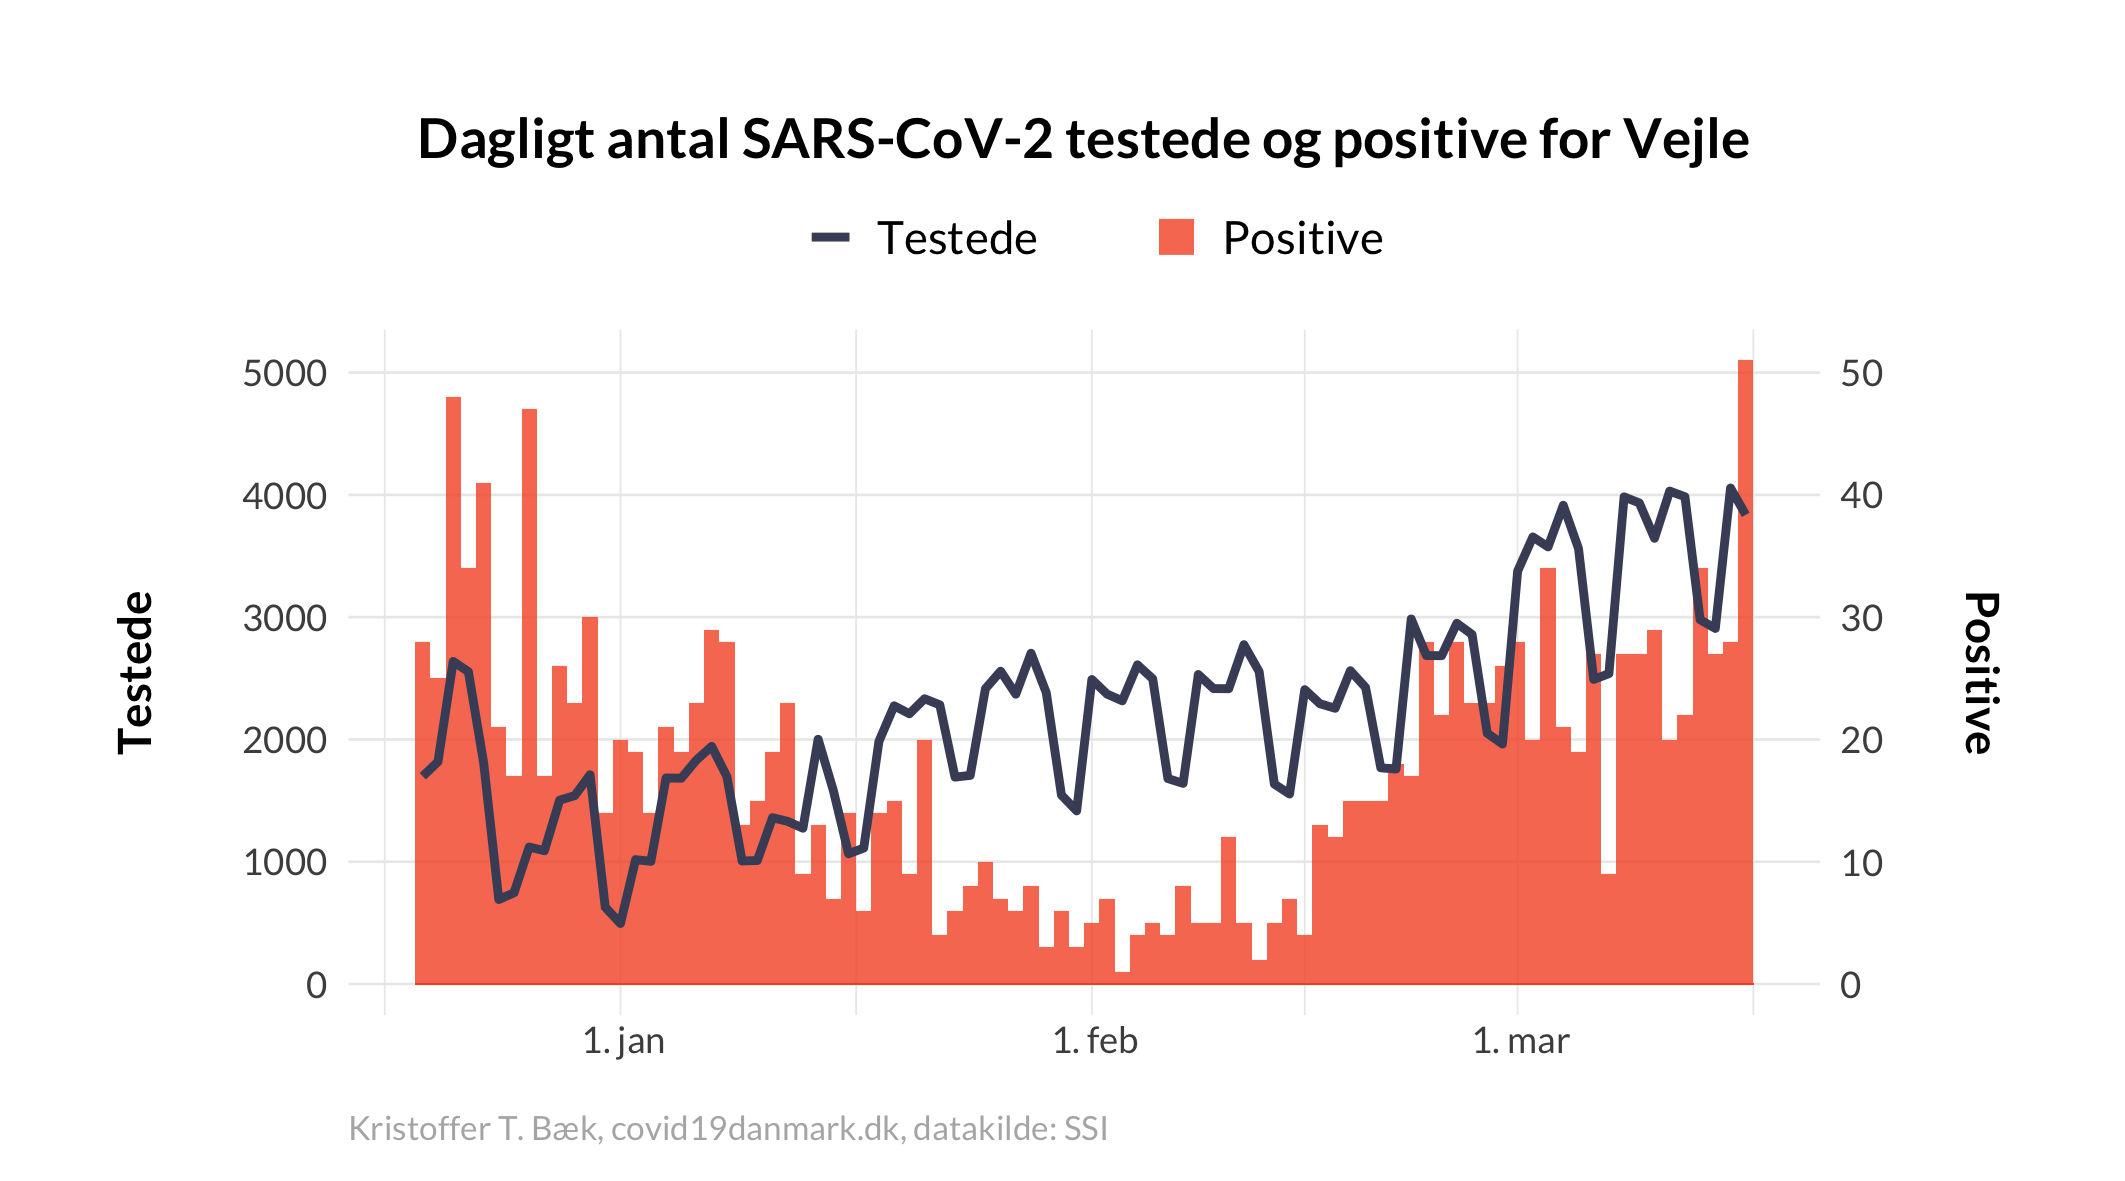 Dagligt antal SARS-CoV-2 testede og positive for Vejle
Testede
Positive
Testede
5000
4000
3000
2000
1000
0
50
40
30
20
10
0
Positive
1. jan
1. feb
1. mar
Kristoffer T. Bæk, covid19danmark.dk, datakilde: SSI